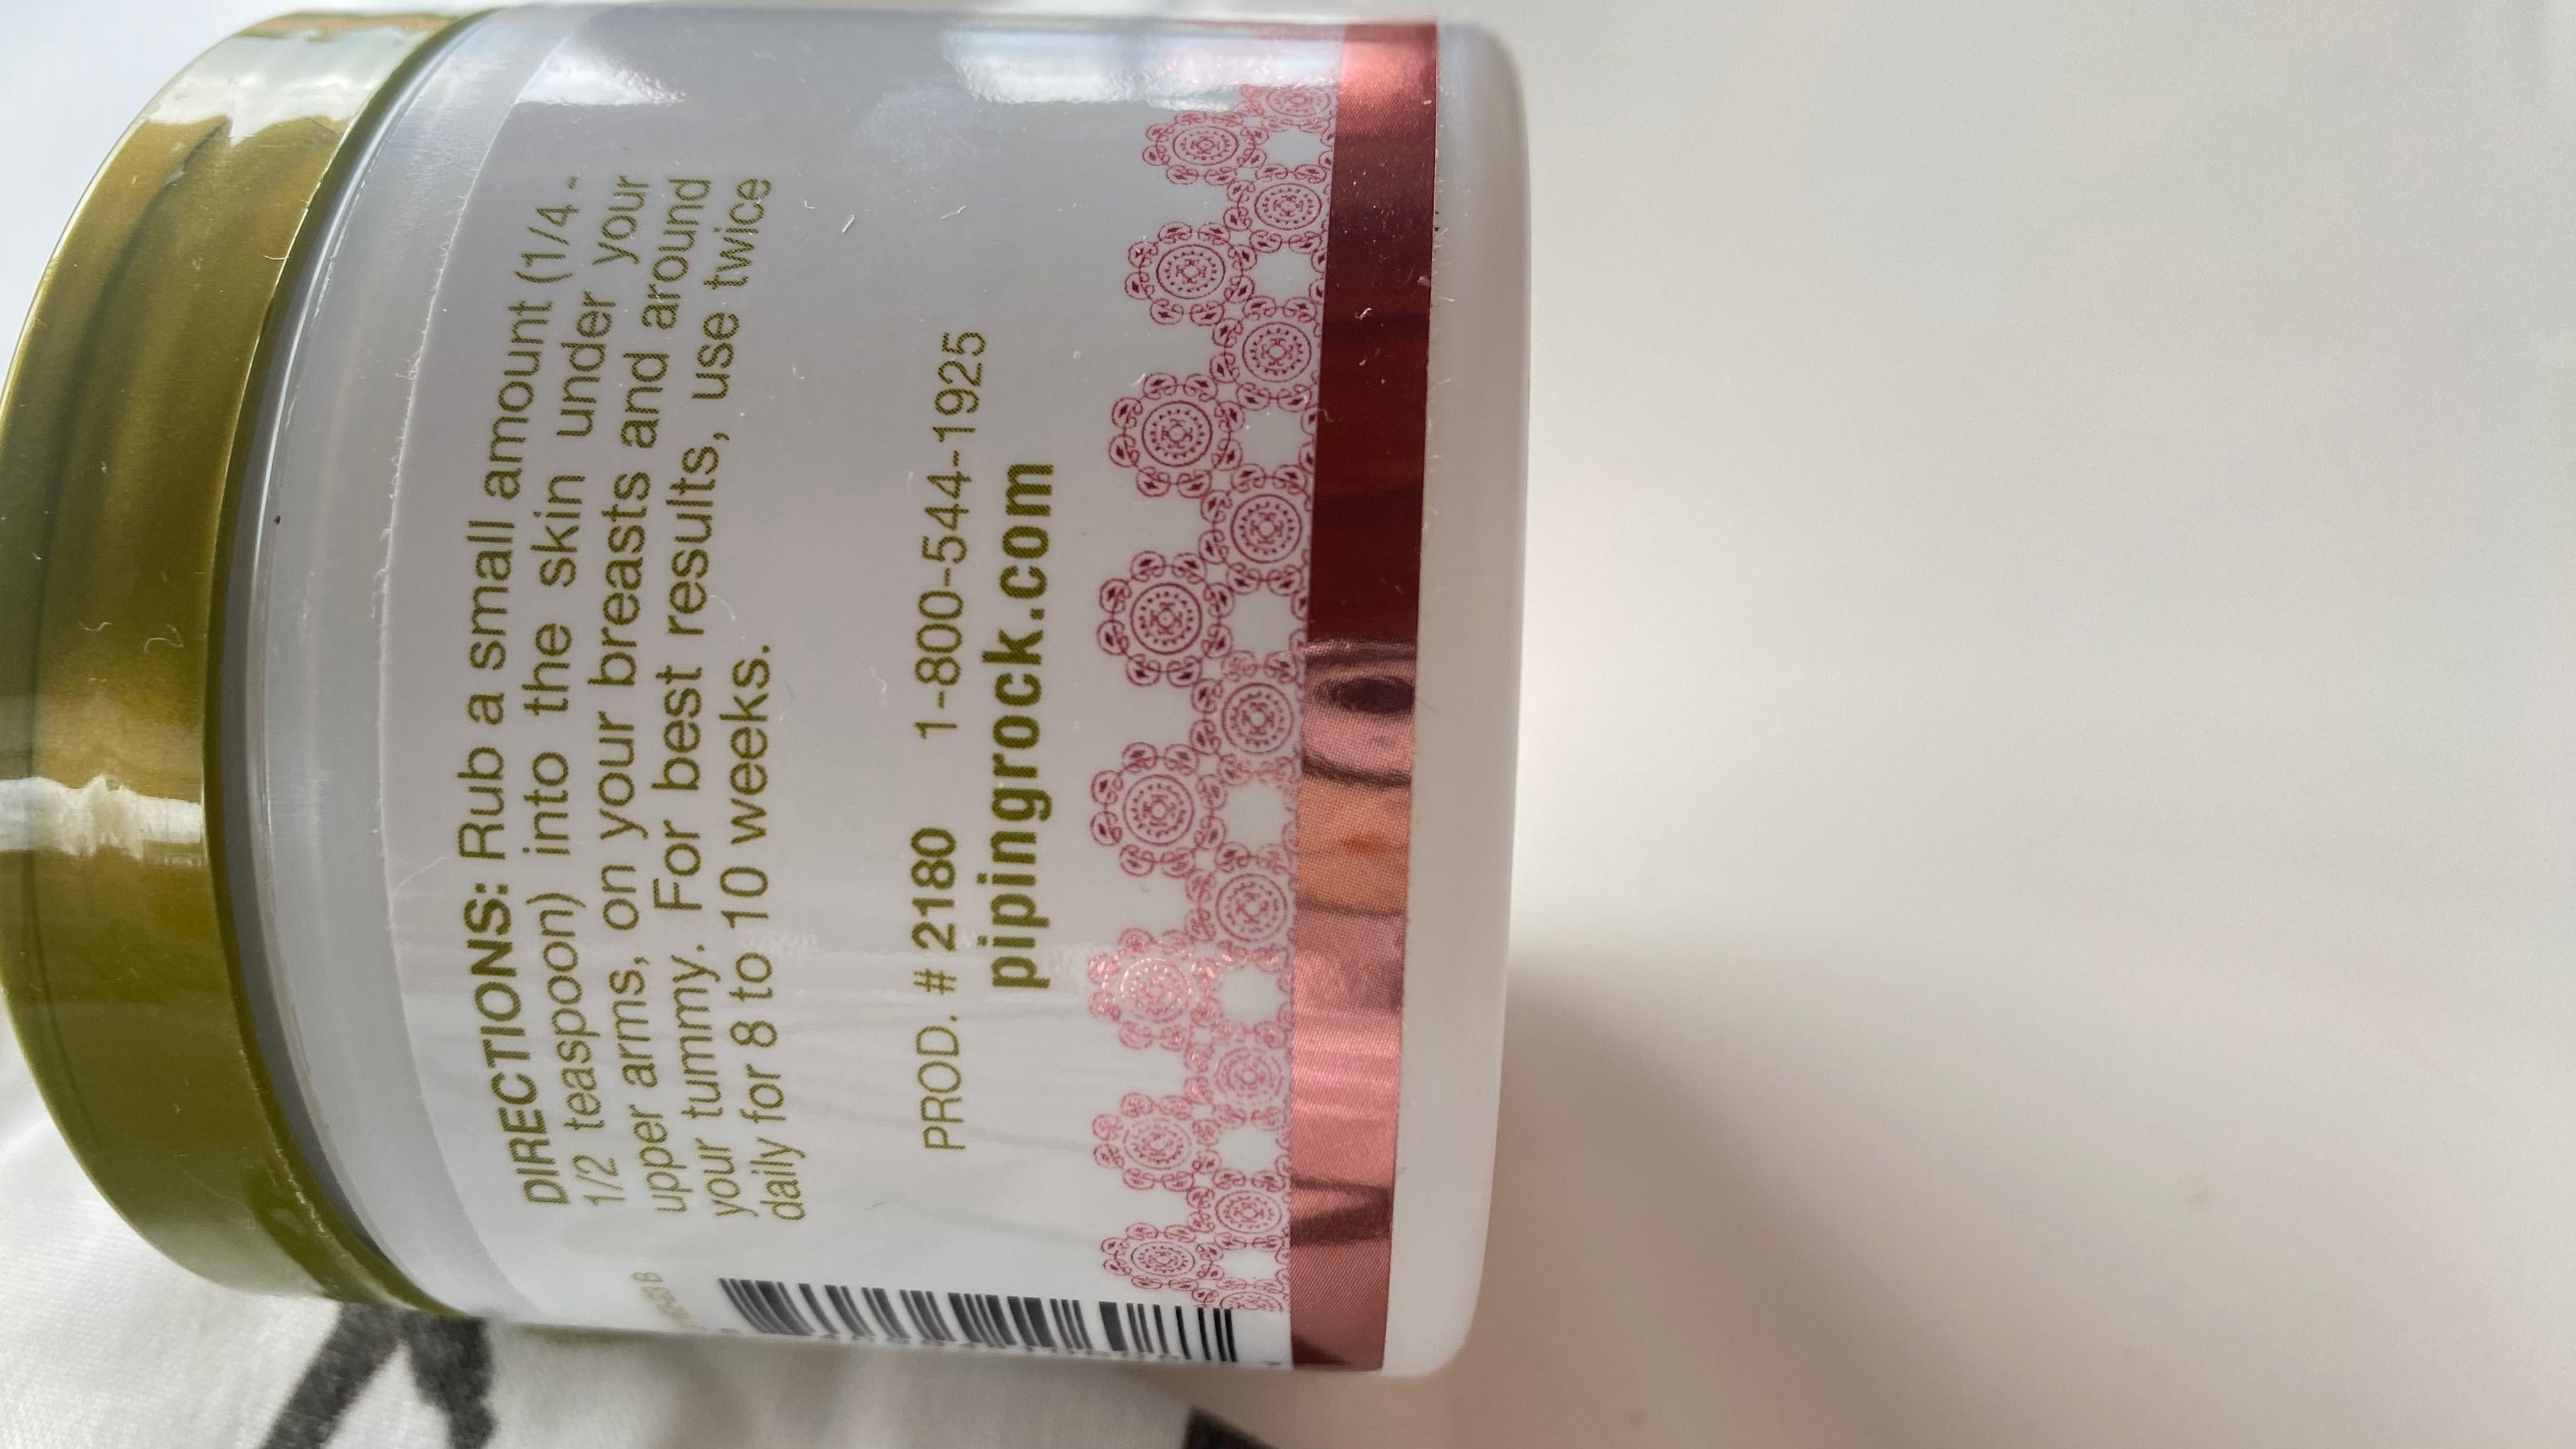 DIRECTIONS: Rub a small amount (1/4 -
1/2 teaspoon) into the skin under your
upper arms, on your breasts and around
your tummy. For best results, use twice
daily for 8 to 10 weeks.
PROD. # 2180 1-800-544-1925
pipingrock.com